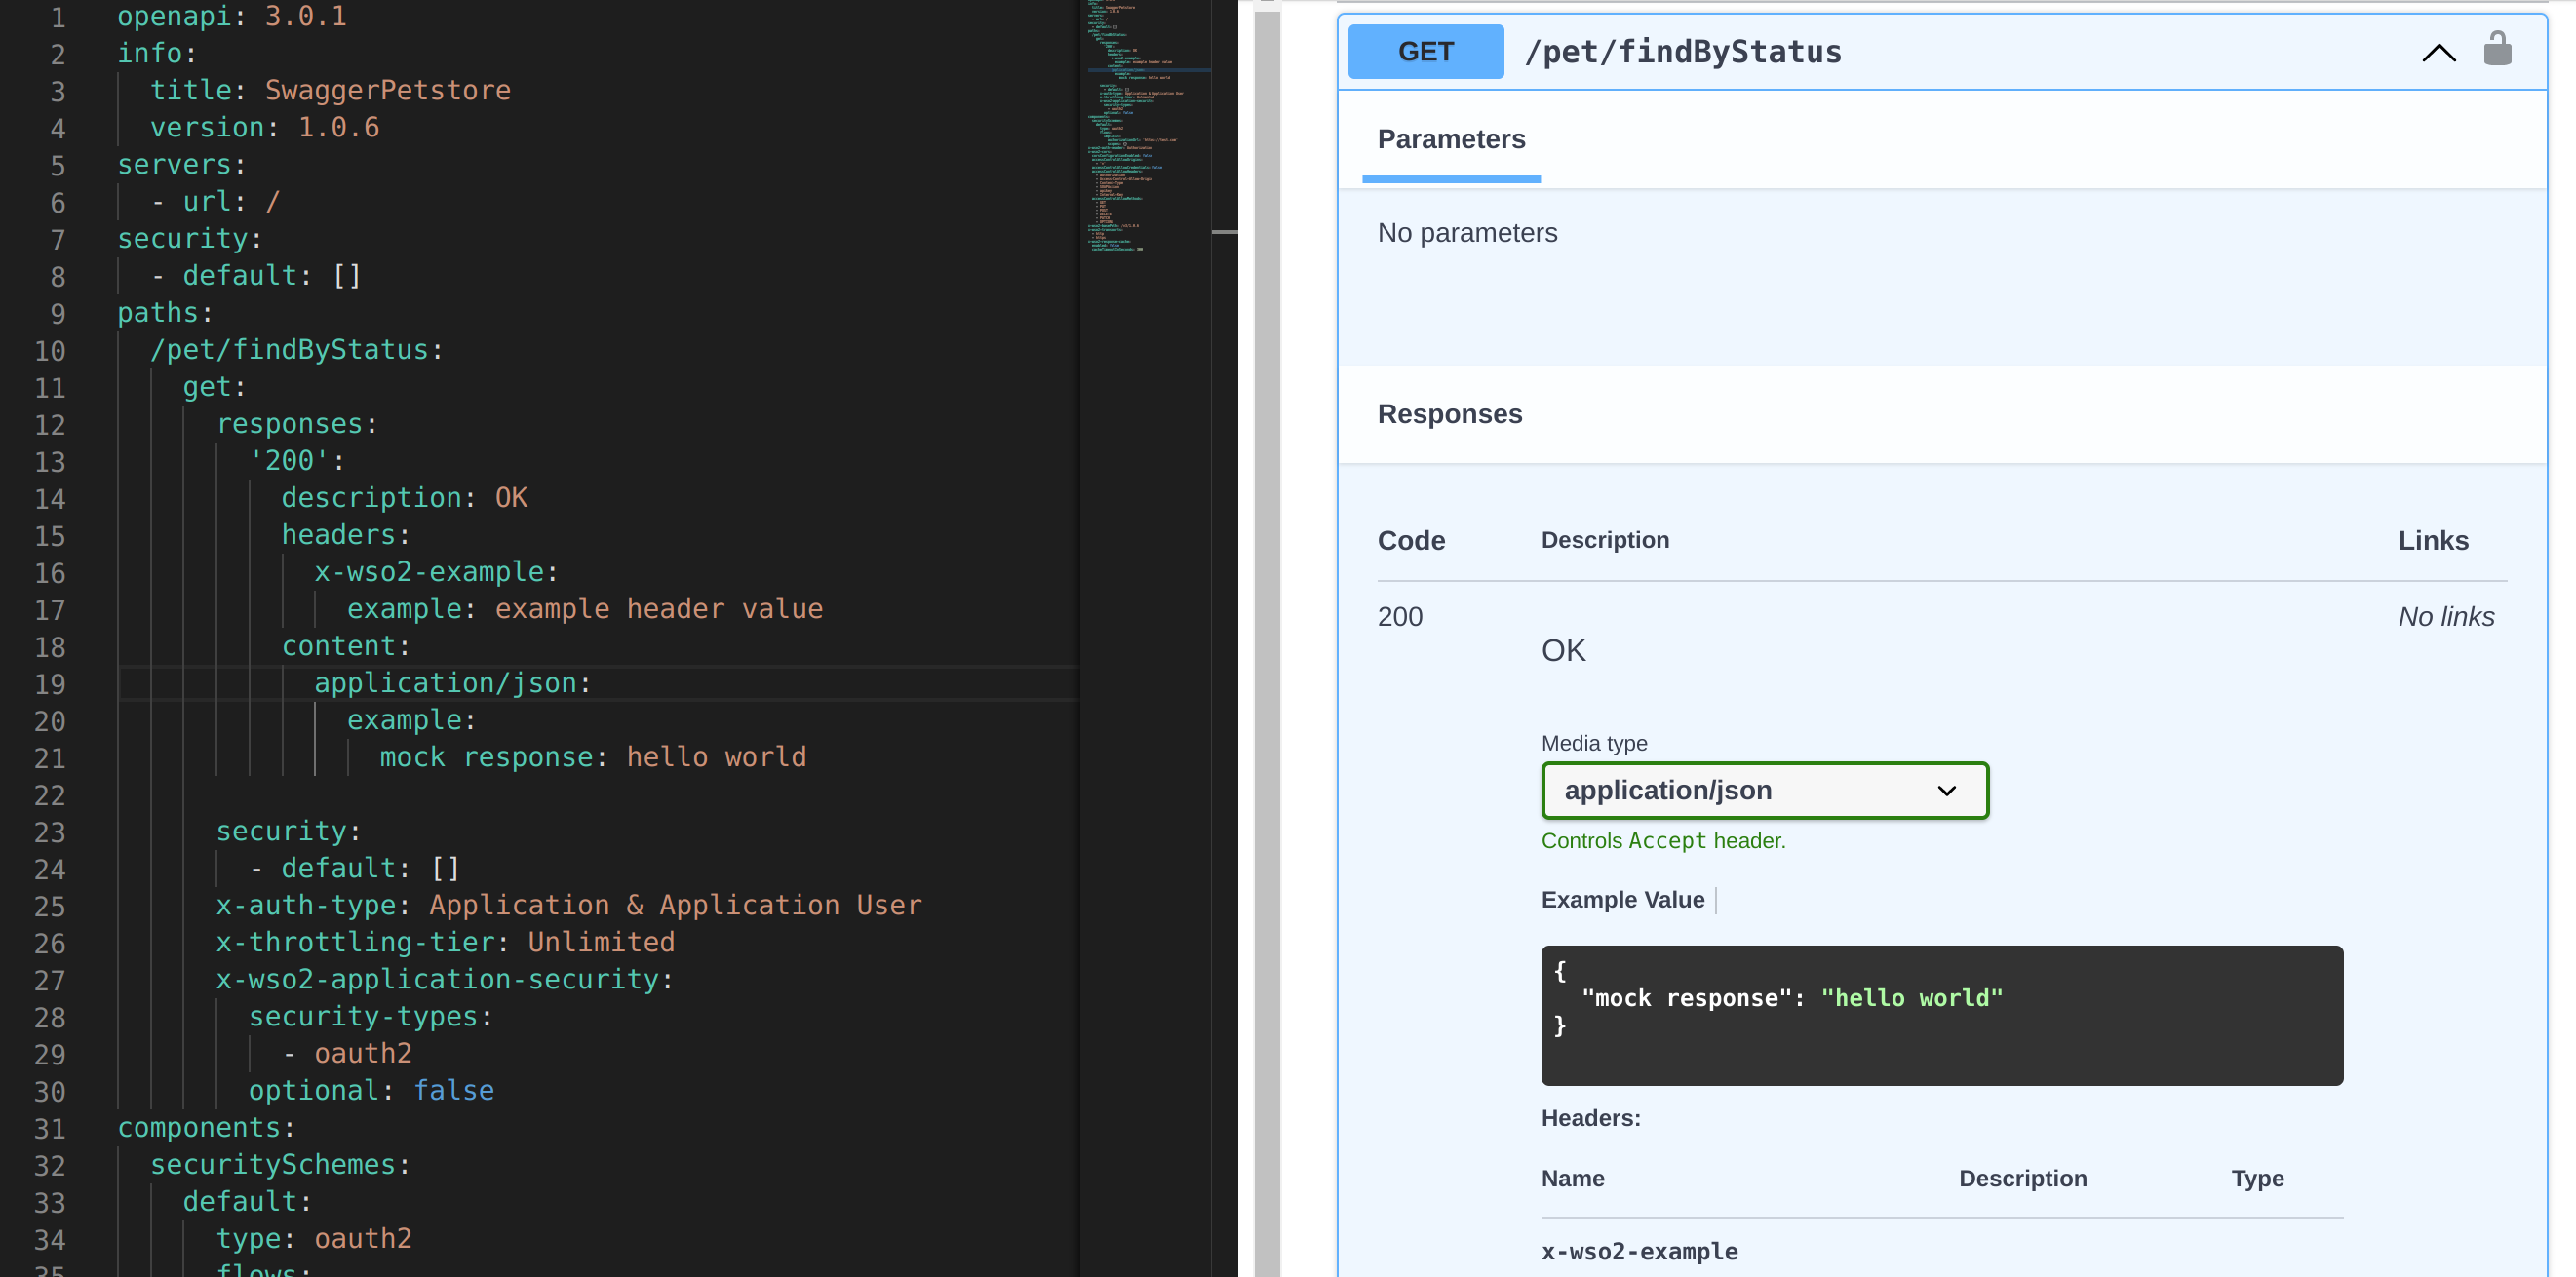 1 openapi: 3.0.1
2 info:
3 title: SwaggerPetstore
4 version: 1.0.6
5 servers:
6 - url: /
7 security:
8 - default: []
9 paths:
10 /pet/findByStatus:
11 get:
12 responses:
13 '200':
14 description: OK
15 headers:
16 x-wso2-example:
17 example: example header value
18 content:
19 application/json:
20 example:
21 mock response: hello world
22
23 security:
24 - default: []
25 x-auth-type: Application & Application User
26 x-throttling-tier: Unlimited
27 x-wso2-application-security:
28 security-types:
29 - oauth2
30 optional: false
31 components:
32 securitySchemes:
33 default:
34 type: oauth2
35 flows:
GET /pet/findByStatus
Parameters
No parameters
Responses
Code Description Links
200 No links
OK
Media type
application/json
Controls Accept header.
Example Value
{
"mock response": "hello world"
}
Headers:
Name Description Type
x-wso2-example